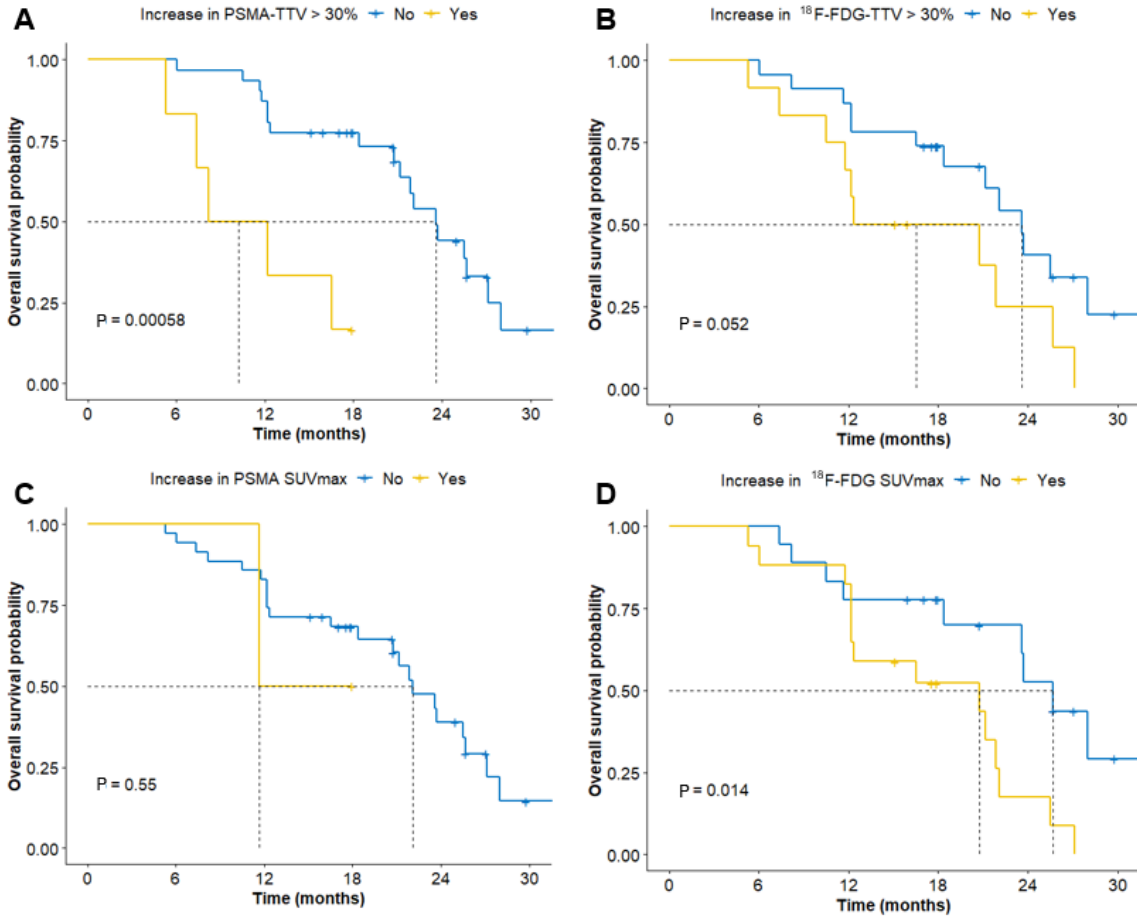 A
Increase in PSMA-TTV > 30% No Yes
Overall survival probability
1.00
0.75
0.50
0.25
0.00
P = 0.00058
0 6 12 18 24 30
Time (months)
B
Increase in ¹⁸F-FDG-TTV > 30% No Yes
Overall survival probability
1.00
0.75
0.50
0.25
0.00
P = 0.052
0 6 12 18 24 30
Time (months)
C
Increase in PSMA SUVmax No Yes
Overall survival probability
1.00
0.75
0.50
0.25
0.00
P = 0.55
0 6 12 18 24 30
Time (months)
D
Increase in ¹⁸F-FDG SUVmax No Yes
Overall survival probability
1.00
0.75
0.50
0.25
0.00
P = 0.014
0 6 12 18 24 30
Time (months)